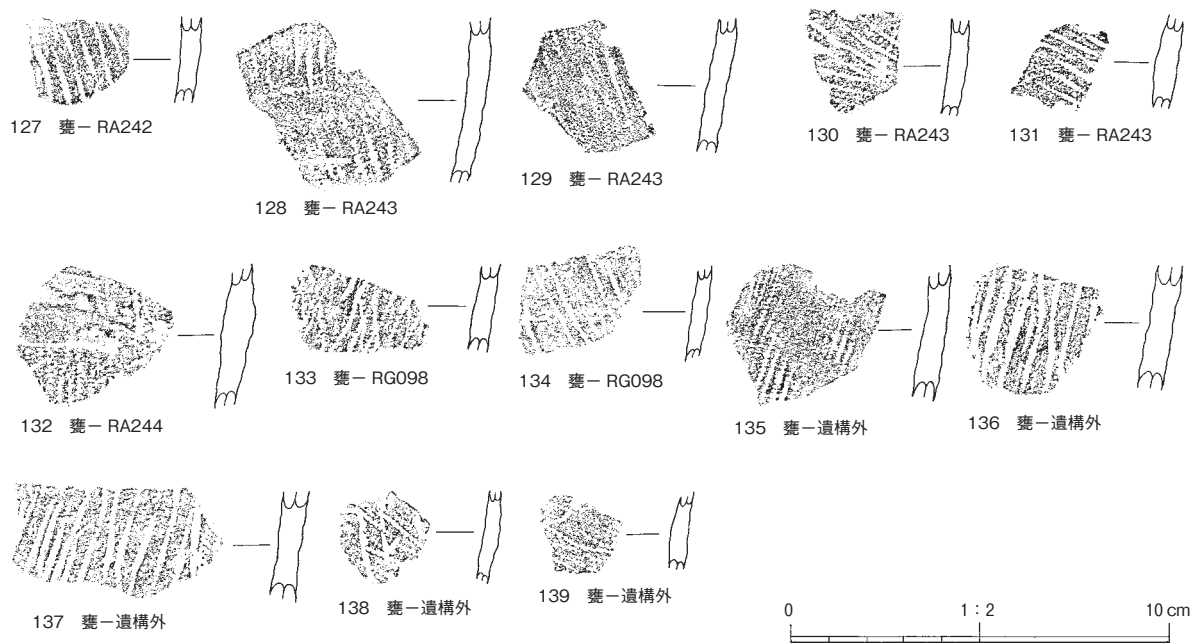 127 甕－RA242
128 甕－RA243
129 甕－RA243
130 甕－RA243
131 甕－RA243
132 甕－RA244
133 甕－RG098
134 甕－RG098
135 甕－遺構外
136 甕－遺構外
137 甕－遺構外
138 甕－遺構外
139 甕－遺構外
0 1：2 10 cm